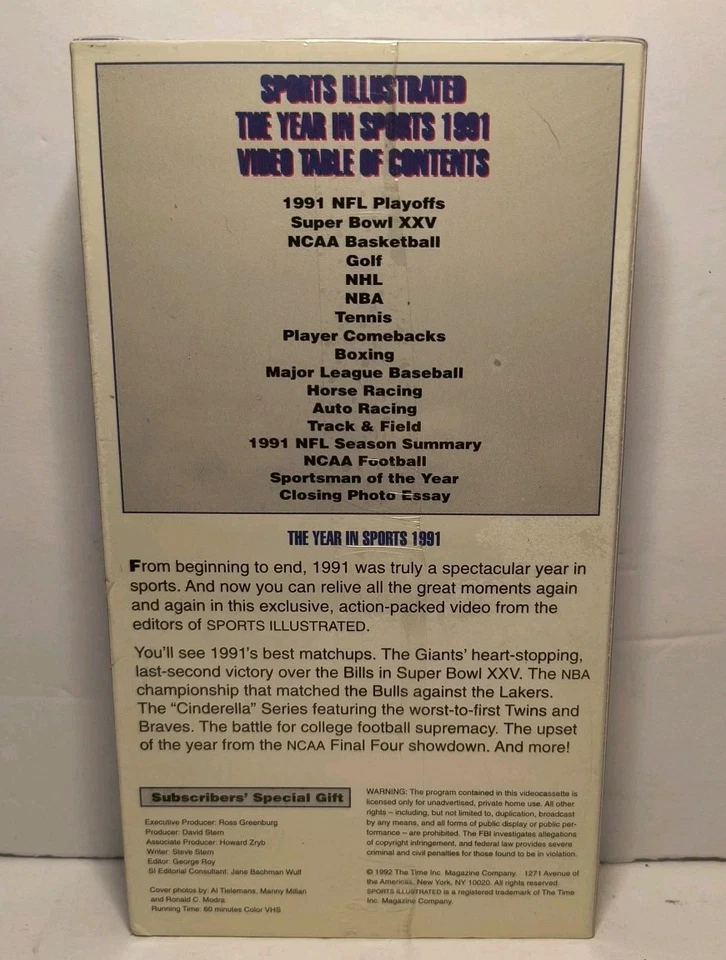 SPORTS ILLUSTRATED
THE YEAR IN SPORTS 1991
VIDEO TABLE OF CONTENTS
1991 NFL Playoffs
Super Bowl XXV
NCAA Basketball
Golf
NHL
NBA
Tennis
Player Comebacks
Boxing
Major League Baseball
Horse Racing
Auto Racing
Track & Field
1991 NFL Season Summary
NCAA Football
Sportsman of the Year
Closing Photo Essay
THE YEAR IN SPORTS 1991
From beginning to end, 1991 was truly a spectacular year in
sports. And now you can relive all the great moments again
and again in this exclusive, action-packed video from the
editors of SPORTS ILLUSTRATED.
You'll see 1991's best matchups. The Giants' heart-stopping,
last-second victory over the Bills in Super Bowl XXV. The NBA
championship that matched the Bulls against the Lakers.
The “Cinderella” Series featuring the worst-to-first Twins and
Braves. The battle for college football supremacy. The upset
of the year from the NCAA Final Four showdown. And more!
Subscribers' Special Gift
Executive Producer: Ross Greenburg
Producer: David Stern
Associate Producer: Howard Zryb
Writer: Steve Stern
Editor: George Roy
SI Editorial Consultant: Jane Bachman Wulf
Cover photos by: Al Tielemans, Manny Millan
and Ronald C. Modra
Running Time: 60 minutes Color VHS
WARNING: The program contained in this videocassette is
licensed only for unadvertised, private home use. All other
rights – including, but not limited to, duplication, broadcast
by any means, and all forms of public display or public per-
formance – are prohibited. The FBI investigates allegations
of copyright infringement, and federal law provides severe
criminal and civil penalties for those found to be in violation.
© 1992 The Time Inc. Magazine Company. 1271 Avenue of
the Americas, New York, NY 10020. All rights reserved.
SPORTS ILLUSTRATED is a registered trademark of The Time
Inc. Magazine Company.